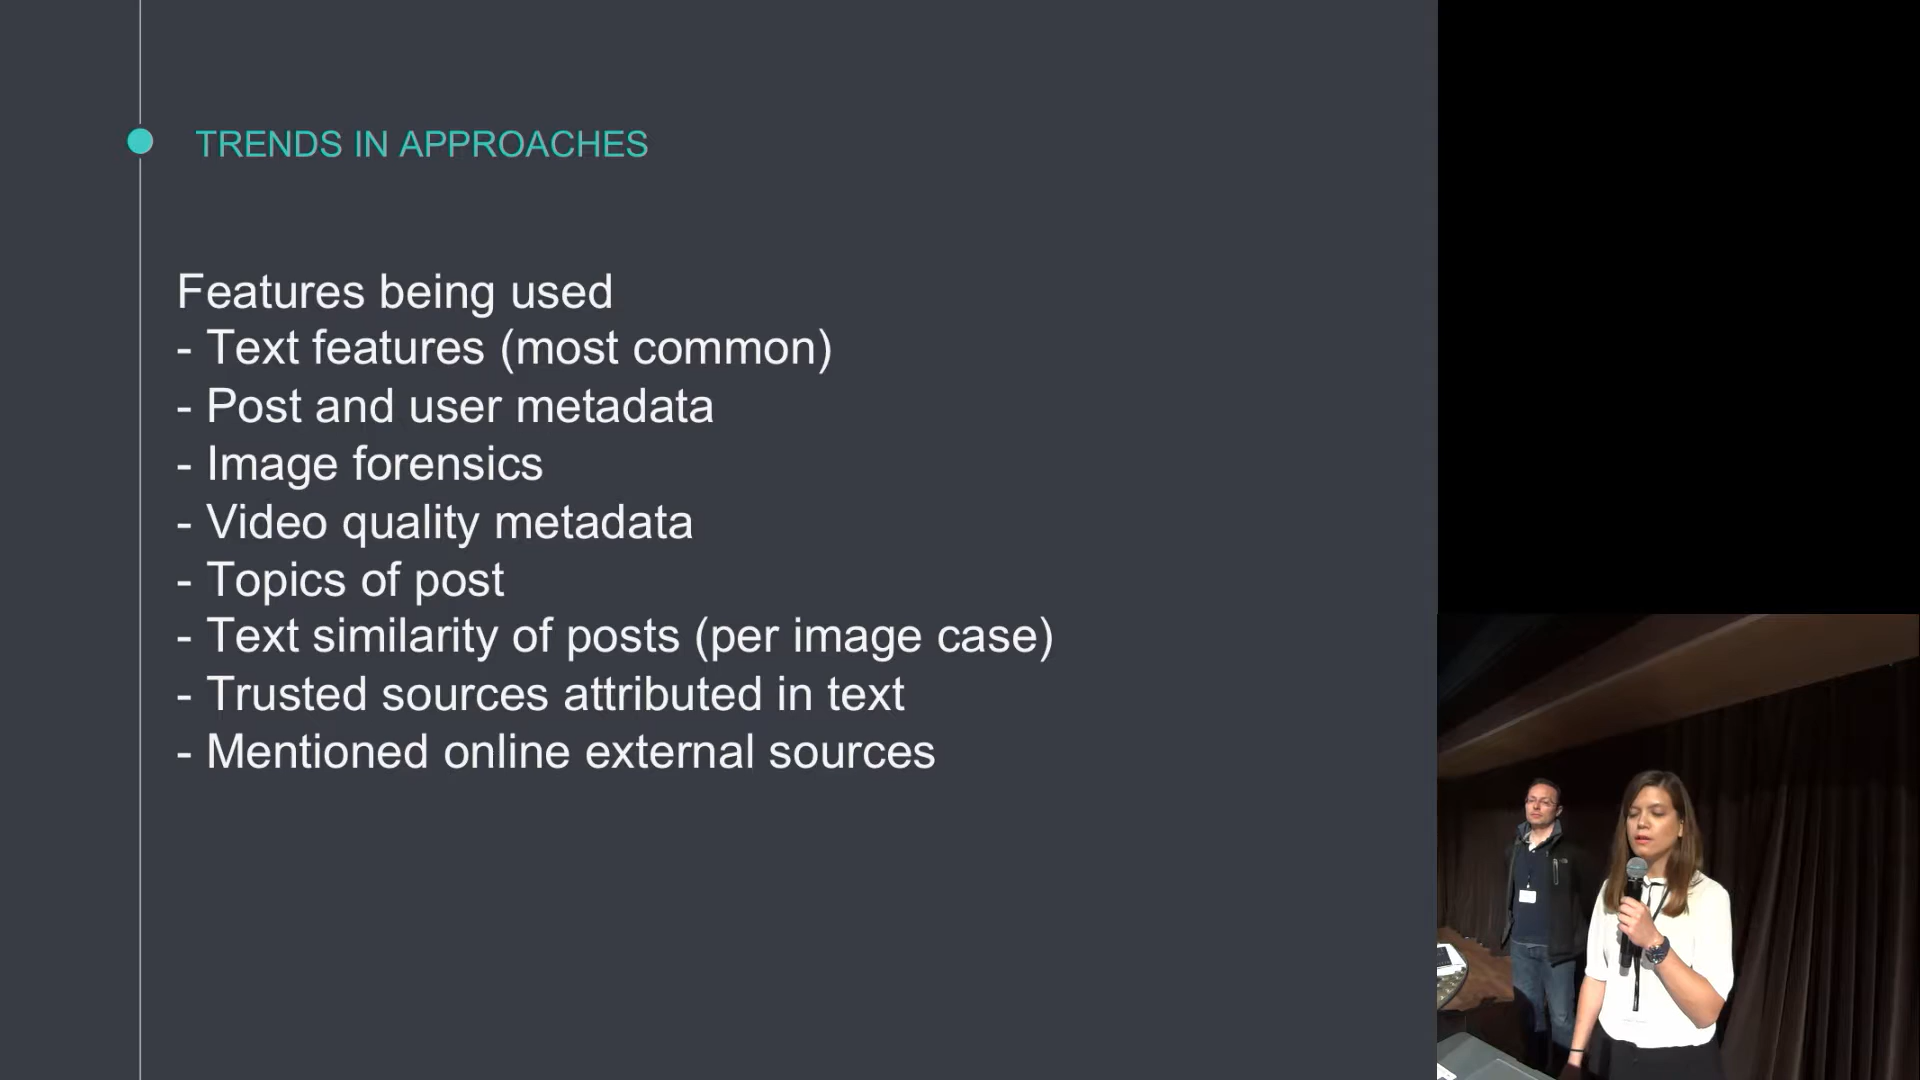 TRENDS IN APPROACHES
Features being used
- Text features (most common)
- Post and user metadata
- Image forensics
- Video quality metadata
- Topics of post
- Text similarity of posts (per image case)
- Trusted sources attributed in text
- Mentioned online external sources